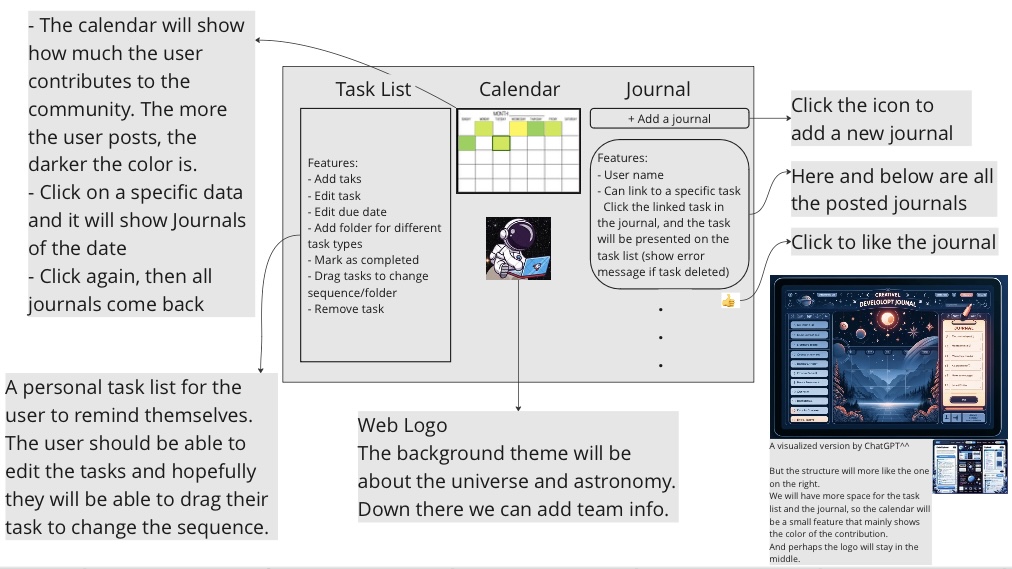 - The calendar will show
how much the user
contributes to the
community. The more
the user posts, the
darker the color is.
- Click on a specific data
and it will show Journals
of the date
- Click again, then all
journals come back
Task List
Calendar
Journal
Features:
- Add taks
- Edit task
- Edit due date
- Add folder for different
task types
- Mark as completed
- Drag tasks to change
sequence/folder
- Remove task
MONTH
+ Add a journal
Features:
- User name
- Can link to a specific task
Click the linked task in
the journal, and the task
will be presented on the
task list (show error
message if task deleted)
Click the icon to
add a new journal
Here and below are all
the posted journals
Click to like the journal
A personal task list for the
user to remind themselves.
The user should be able to
edit the tasks and hopefully
they will be able to drag their
task to change the sequence.
Web Logo
The background theme will be
about the universe and astronomy.
Down there we can add team info.
JOURNAL
A visualized version by ChatGPT^^
But the structure will more like the one
on the right.
We will have more space for the task
list and the journal, so the calendar will
be a small feature that mainly shows
the color of the contribution.
And perhaps the logo will stay in the
middle.